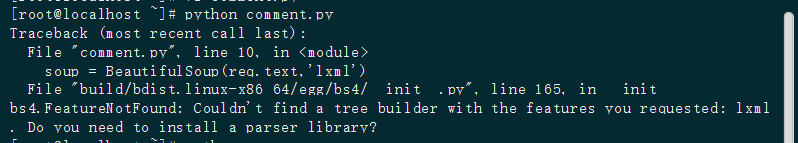 [root@localhost ~]# python comment.py
Traceback (most recent call last):
  File "comment.py", line 10, in <module>
    soup = BeautifulSoup(req.text,'lxml')
  File "build/bdist.linux-x86_64/egg/bs4/__init__.py", line 165, in __init__
bs4.FeatureNotFound: Couldn't find a tree builder with the features you requested: lxml
. Do you need to install a parser library?